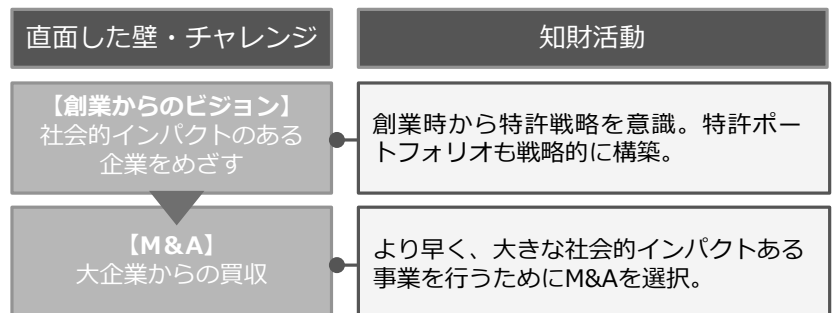 直面した壁・チャレンジ
知財活動
【創業からのビジョン】
社会的インパクトのある
企業をめざす
創業時から特許戦略を意識。特許ポー
トフォリオも戦略的に構築。
【M&A】
大企業からの買収
より早く、大きな社会的インパクトある
事業を行うためにM&Aを選択。